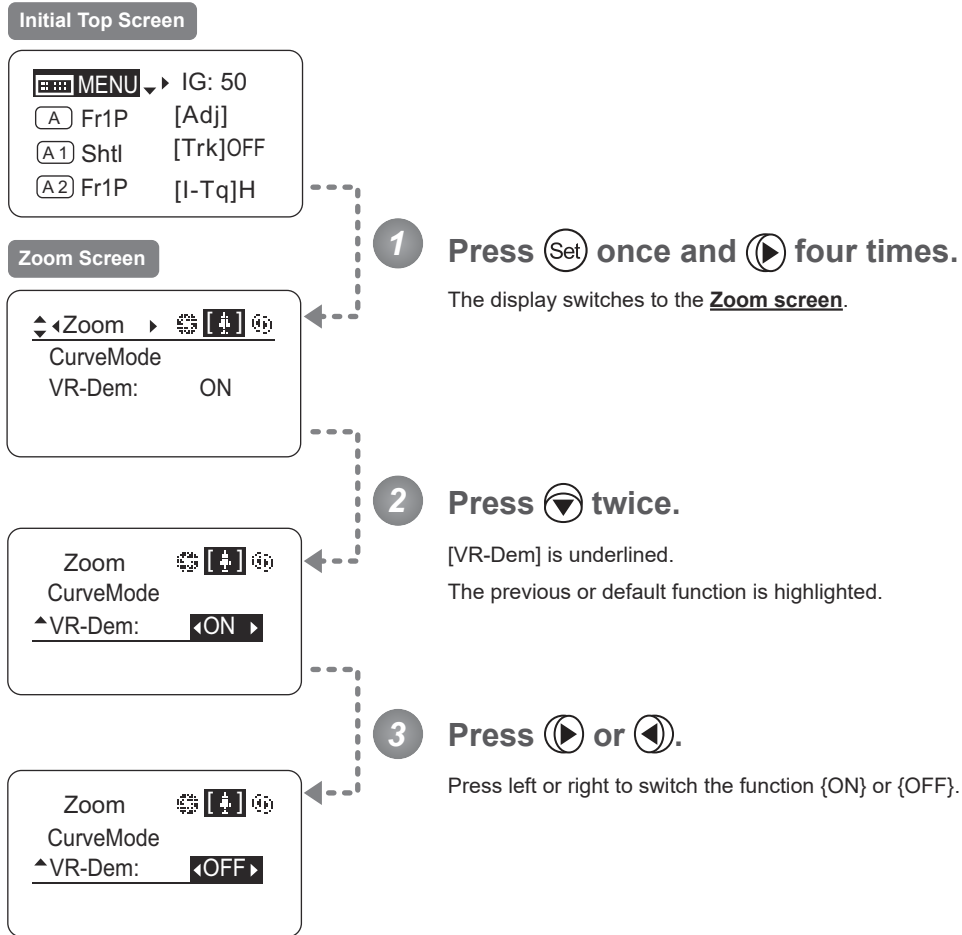 Initial Top Screen
MENU IG: 50
A Fr1P [Adj]
A1 Shtl [Trk]OFF
A2 Fr1P [I-Tq]H
1 Press Set once and four times.
The display switches to the Zoom screen.
Zoom Screen
Zoom
CurveMode
VR-Dem: ON
2 Press twice.
[VR-Dem] is underlined.
The previous or default function is highlighted.
Zoom
CurveMode
VR-Dem: ON
3 Press or .
Press left or right to switch the function {ON} or {OFF}.
Zoom
CurveMode
VR-Dem: OFF